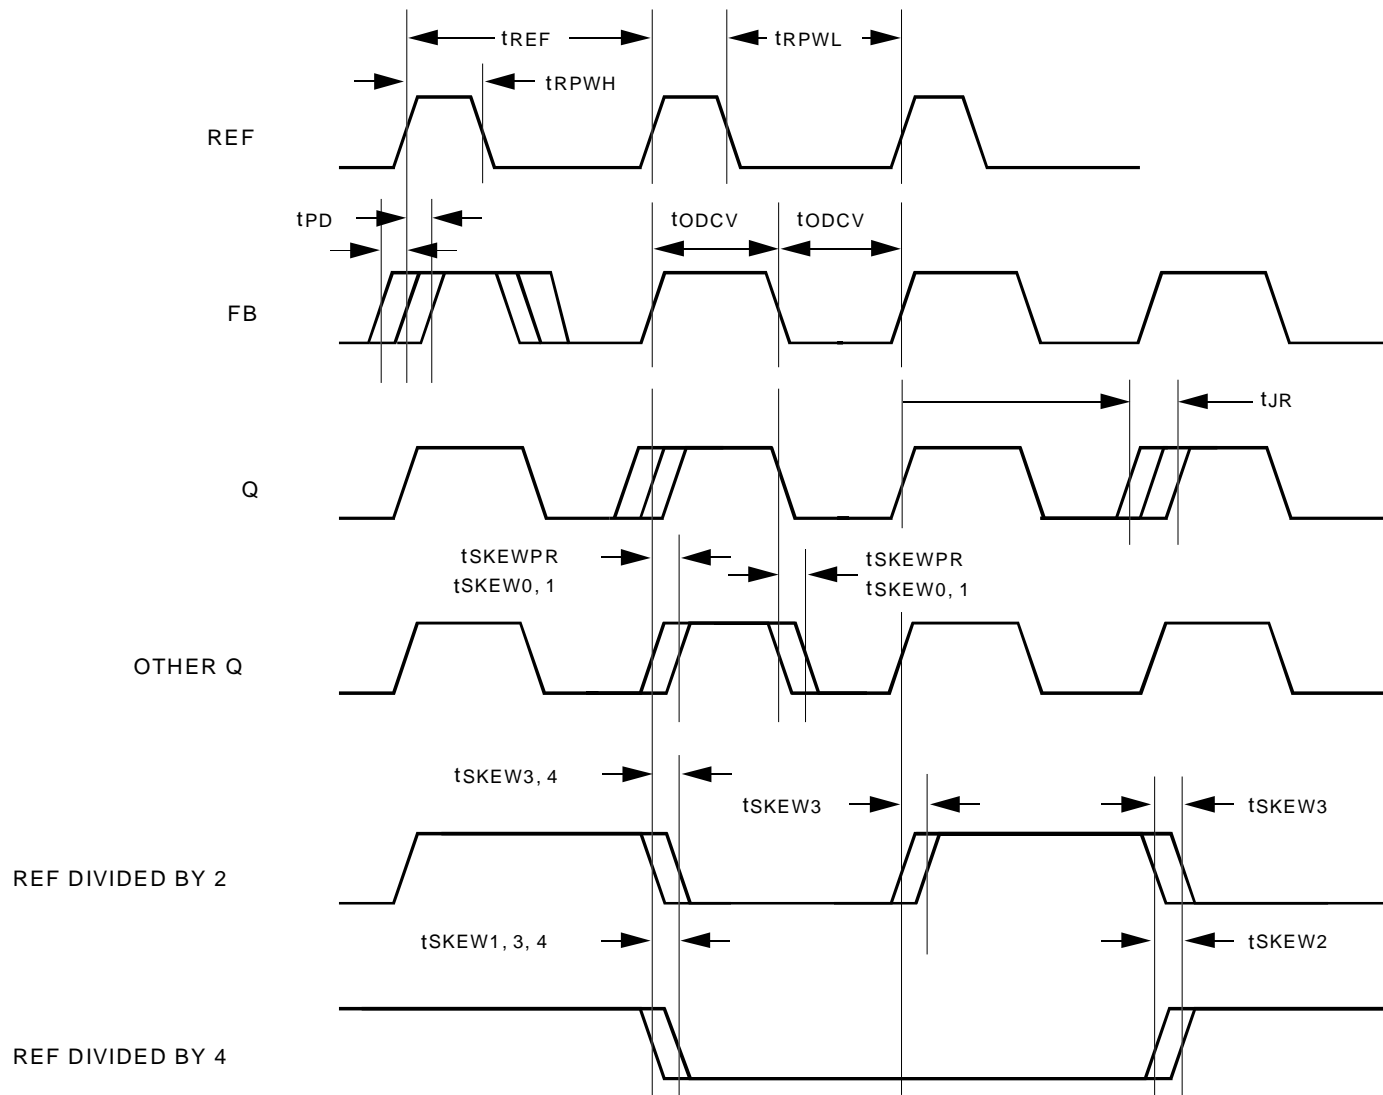 tREF
tRPWL
tRPWH
REF
tPD
tODCV
tODCV
FB
tJR
Q
tSKEWPR
tSKEW0, 1
tSKEWPR
tSKEW0, 1
OTHER Q
tSKEW3, 4
tSKEW3
tSKEW3
REF DIVIDED BY 2
tSKEW1, 3, 4
tSKEW2
REF DIVIDED BY 4